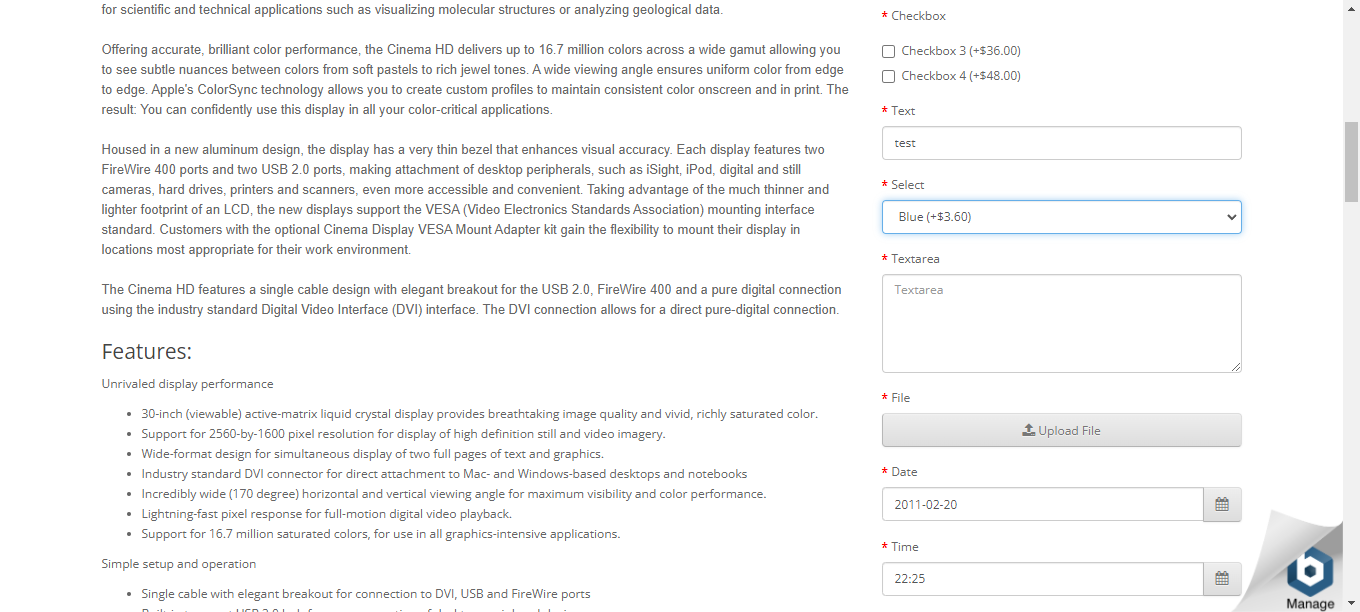 for scientific and technical applications such as visualizing molecular structures or analyzing geological data.
Offering accurate, brilliant color performance, the Cinema HD delivers up to 16.7 million colors across a wide gamut allowing you
to see subtle nuances between colors from soft pastels to rich jewel tones. A wide viewing angle ensures uniform color from edge
to edge. Apple's ColorSync technology allows you to create custom profiles to maintain consistent color onscreen and in print. The
result: You can confidently use this display in all your color-critical applications.
Housed in a new aluminum design, the display has a very thin bezel that enhances visual accuracy. Each display features two
FireWire 400 ports and two USB 2.0 ports, making attachment of desktop peripherals, such as iSight, iPod, digital and still
cameras, hard drives, printers and scanners, even more accessible and convenient. Taking advantage of the much thinner and
lighter footprint of an LCD, the new displays support the VESA (Video Electronics Standards Association) mounting interface
standard. Customers with the optional Cinema Display VESA Mount Adapter kit gain the flexibility to mount their display in
locations most appropriate for their work environment.
The Cinema HD features a single cable design with elegant breakout for the USB 2.0, FireWire 400 and a pure digital connection
using the industry standard Digital Video Interface (DVI) interface. The DVI connection allows for a direct pure-digital connection.
Features:
Unrivaled display performance
• 30-inch (viewable) active-matrix liquid crystal display provides breathtaking image quality and vivid, richly saturated color.
• Support for 2560-by-1600 pixel resolution for display of high definition still and video imagery.
• Wide-format design for simultaneous display of two full pages of text and graphics.
• Industry standard DVI connector for direct attachment to Mac- and Windows-based desktops and notebooks
• Incredibly wide (170 degree) horizontal and vertical viewing angle for maximum visibility and color performance.
• Lightning-fast pixel response for full-motion digital video playback.
• Support for 16.7 million saturated colors, for use in all graphics-intensive applications.
Simple setup and operation
• Single cable with elegant breakout for connection to DVI, USB and FireWire ports
* Checkbox
Checkbox 3 (+$36.00)
Checkbox 4 (+$48.00)
* Text
test
* Select
Blue (+$3.60)
* Textarea
Textarea
* File
Upload File
* Date
2011-02-20
* Time
22:25
Manage